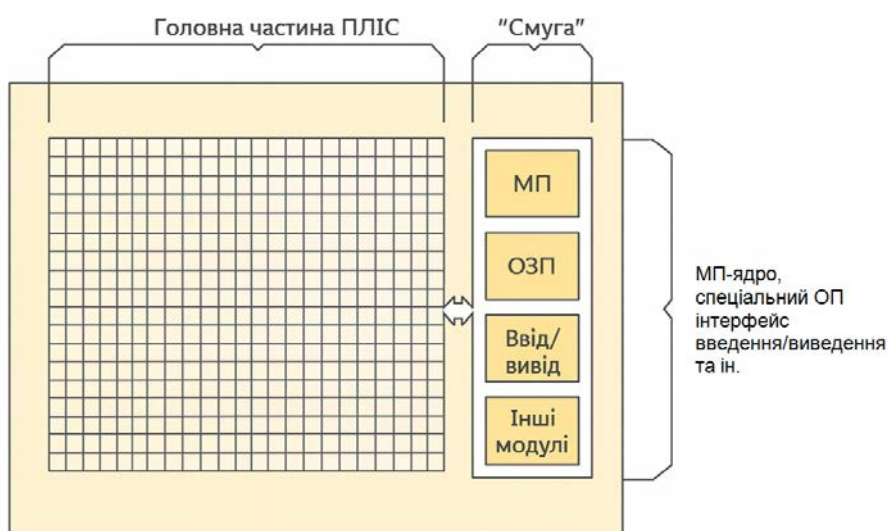 Головна частина ПЛІС
"Смуга"
МП
ОЗП
Ввід/
вивід
Інші
модулі
МП-ядро,
спеціальний ОП
інтерфейс
введення/виведення
та ін.